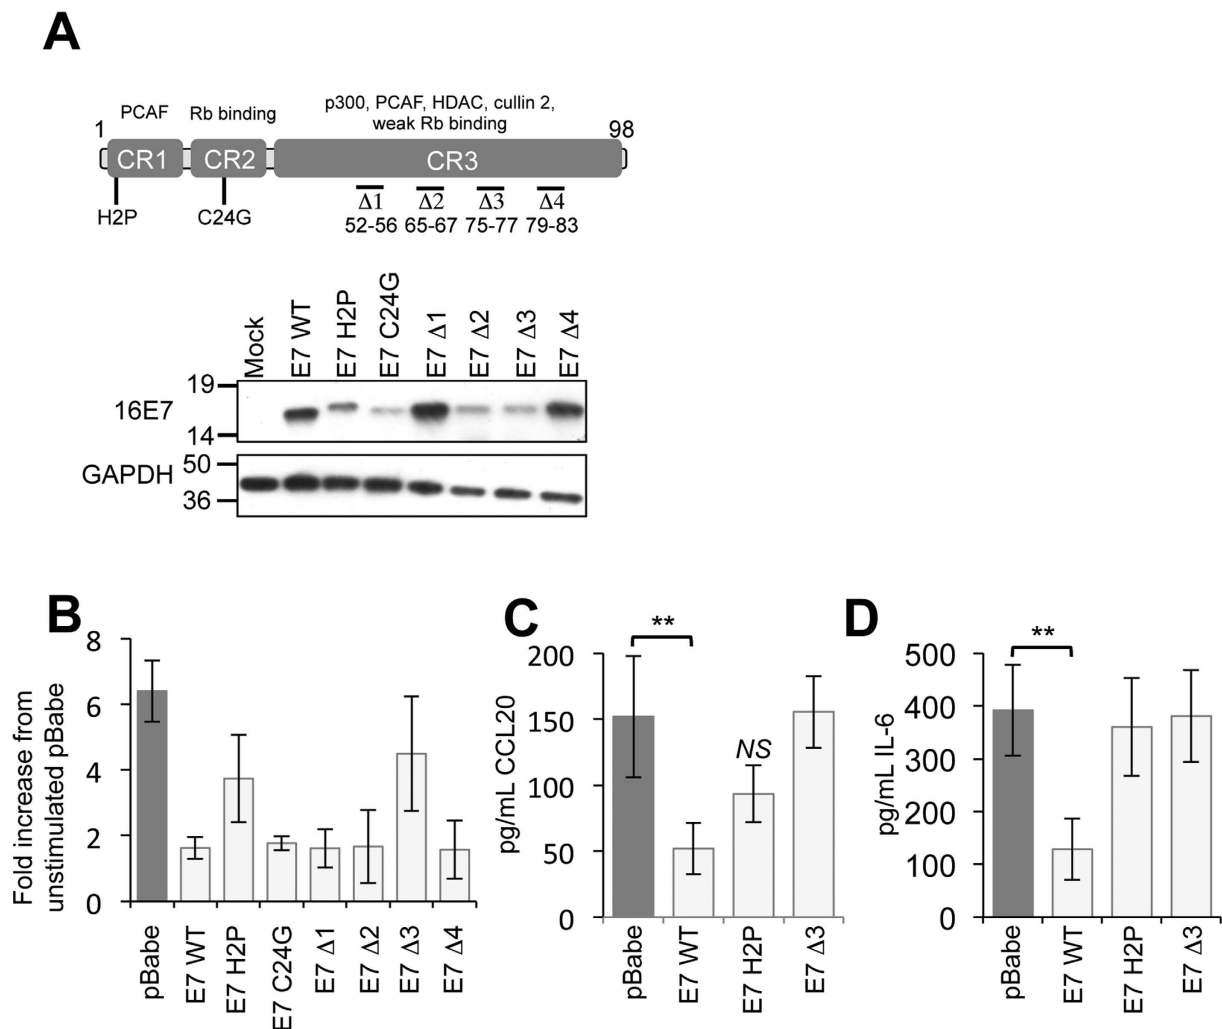 A
p300, PCAF, HDAC, cullin 2,
PCAF Rb binding weak Rb binding
1 98
CR1 CR2 CR3
H2P C24G Δ1 Δ2 Δ3 Δ4
52-56 65-67 75-77 79-83
Mock E7 WT E7 H2P E7 C24G E7 Δ1 E7 Δ2 E7 Δ3 E7 Δ4
19
16E7
14
50
GAPDH
36
B
Fold increase from
unstimulated pBabe
8
6
4
2
0
pBabe E7 WT E7 H2P E7 C24G E7 Δ1 E7 Δ2 E7 Δ3 E7 Δ4
C
**
pg/mL CCL20
200
150
100
50
0
NS
pBabe E7 WT E7 H2P E7 Δ3
D
**
pg/mL IL-6
500
400
300
200
100
0
pBabe E7 WT E7 H2P E7 Δ3